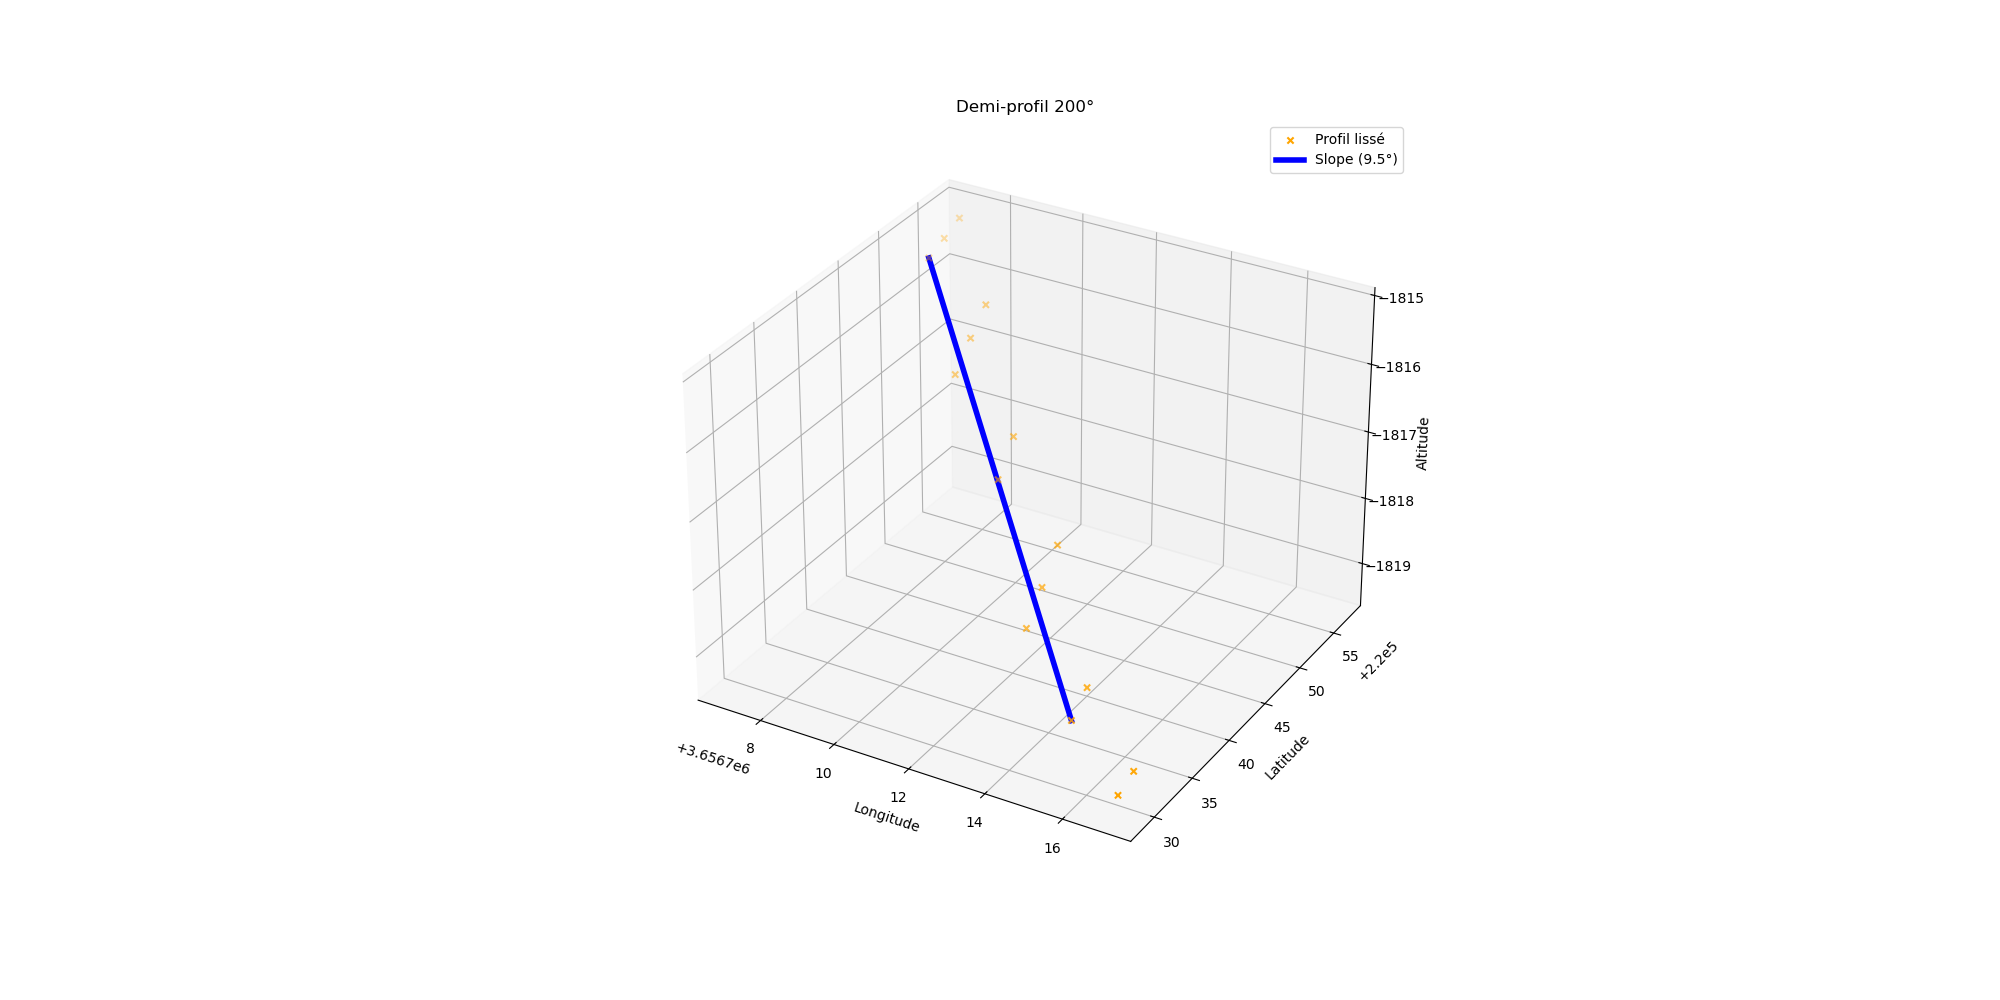 Demi-profil 200°
Profil lissé
Slope (9.5°)
−1815
−1816
−1817
−1818
−1819
Altitude
55
50
45
40
35
30
+2.2e5
Latitude
8
10
12
14
16
+3.6567e6
Longitude